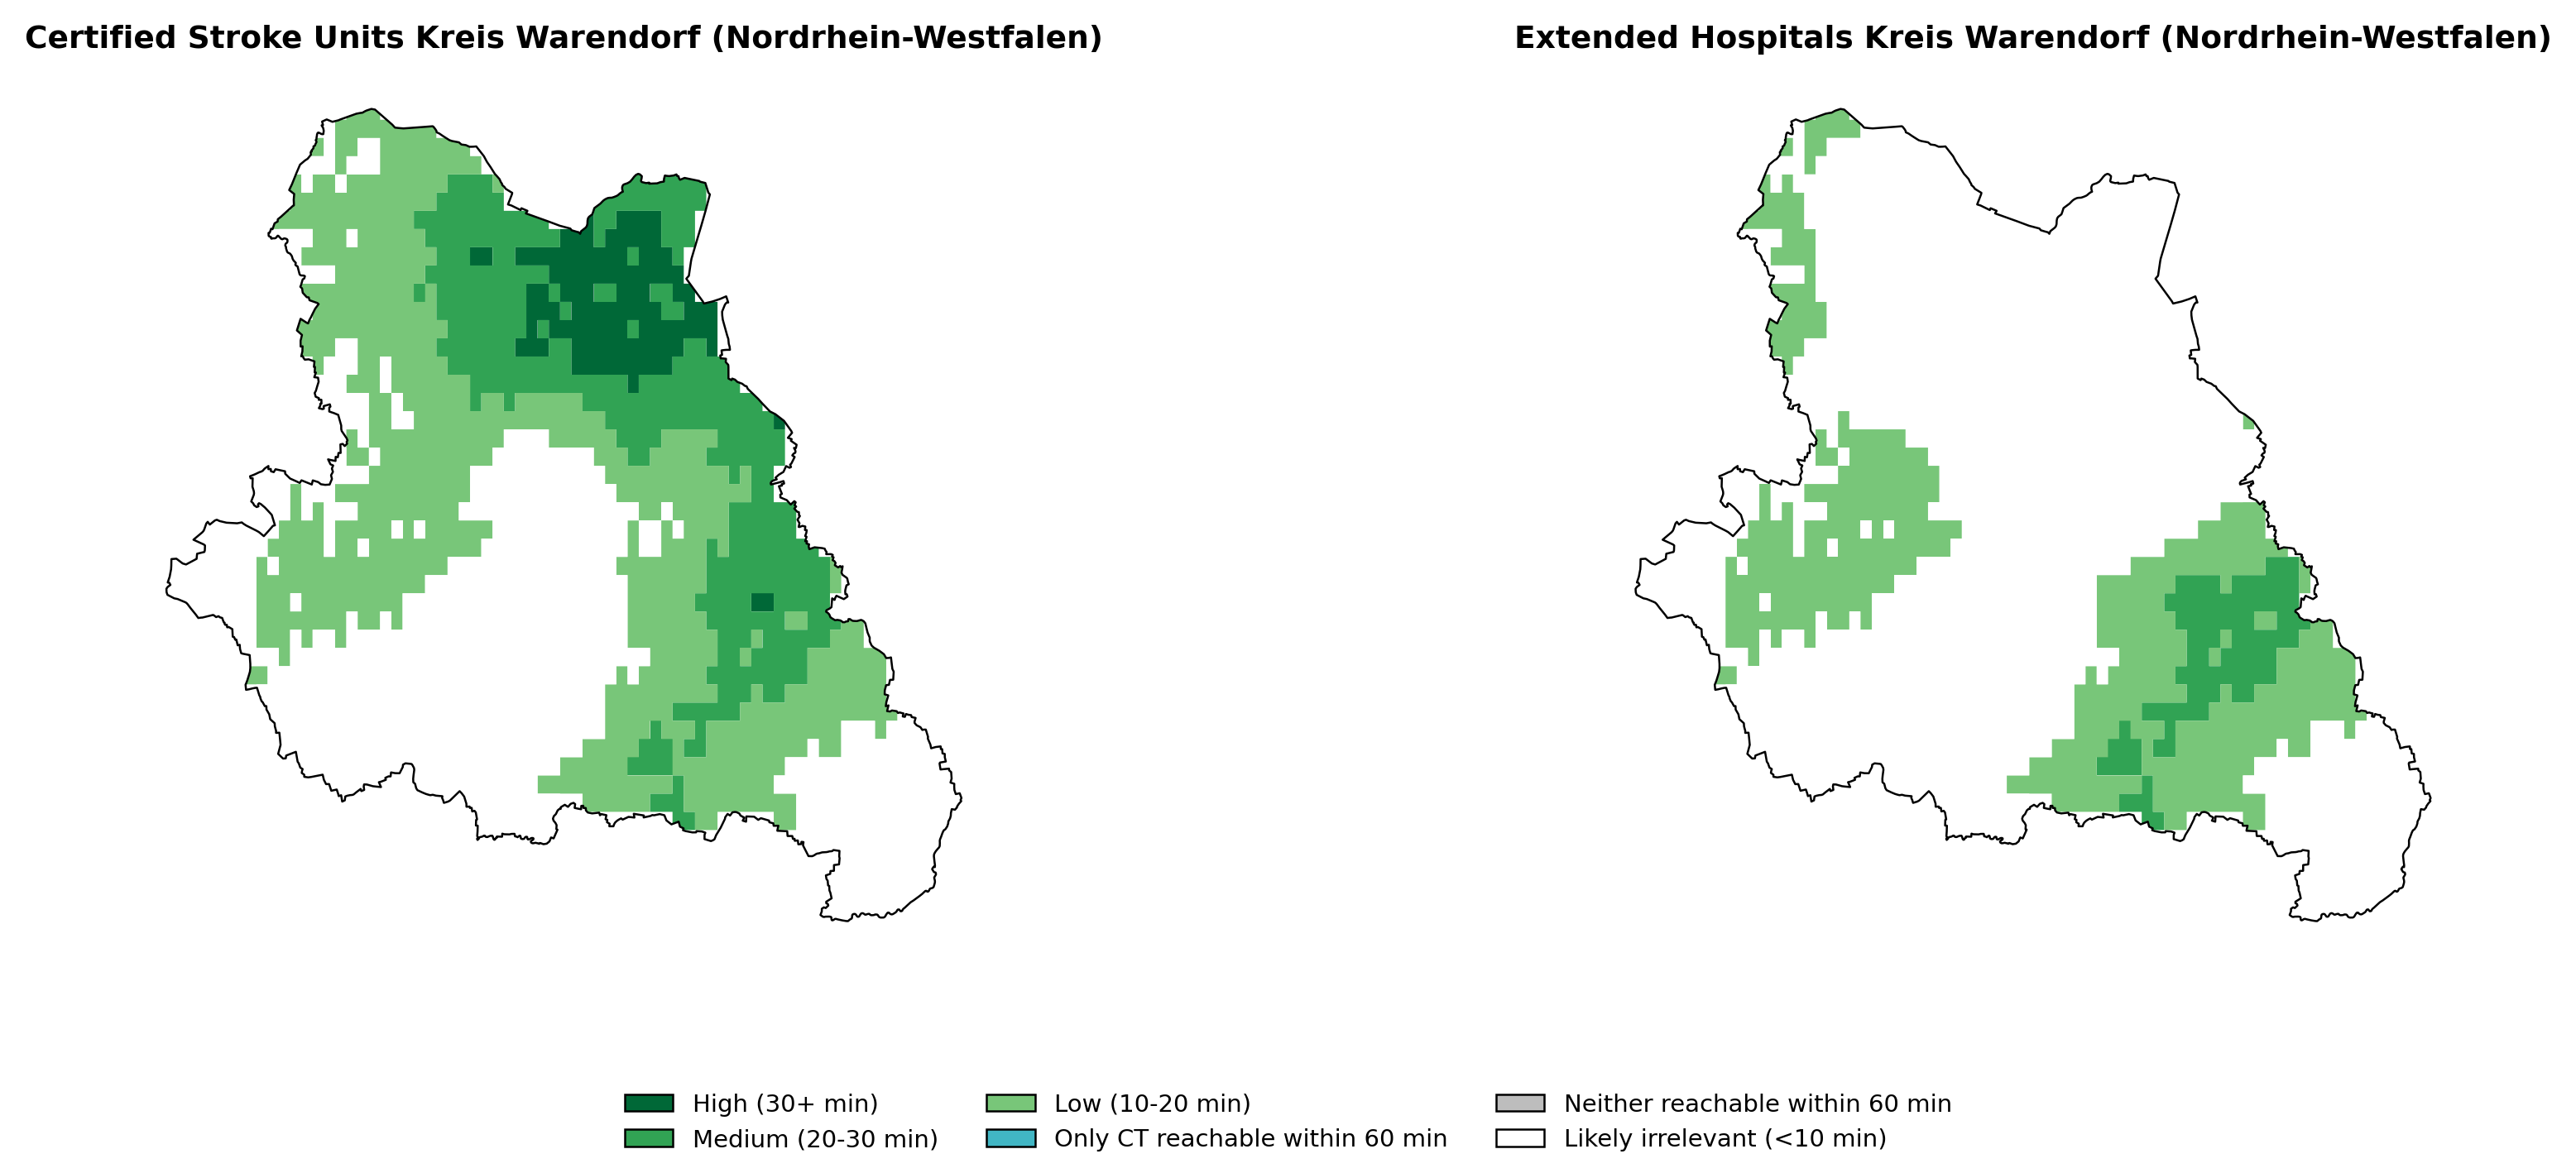 Certified Stroke Units Kreis Warendorf (Nordrhein-Westfalen)
Extended Hospitals Kreis Warendorf (Nordrhein-Westfalen)
High (30+ min)
Medium (20-30 min)
Low (10-20 min)
Only CT reachable within 60 min
Neither reachable within 60 min
Likely irrelevant (<10 min)